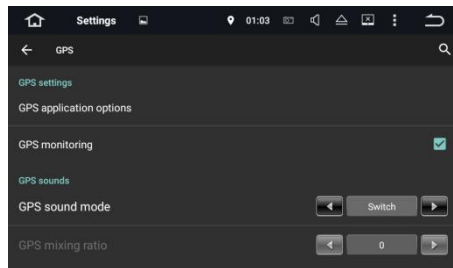 Settings 01:03
GPS
GPS settings
GPS application options
GPS monitoring
GPS sounds
GPS sound mode Switch
GPS mixing ratio 0